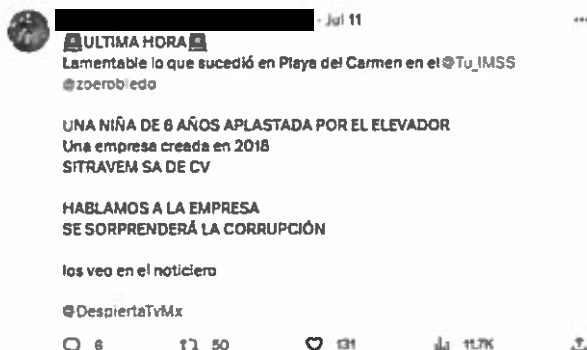 · Jul 11
🚨ULTIMA HORA🚨
Lamentable lo que sucedió en Playa del Carmen en el @Tu_IMSS
@zoerobledo
UNA NIÑA DE 6 AÑOS APLASTADA POR EL ELEVADOR
Una empresa creada en 2018
SITRAVEM SA DE CV
HABLAMOS A LA EMPRESA
SE SORPRENDERÁ LA CORRUPCIÓN
los veo en el noticiero
@DespiertaTvMx
6 50 131 11.7K